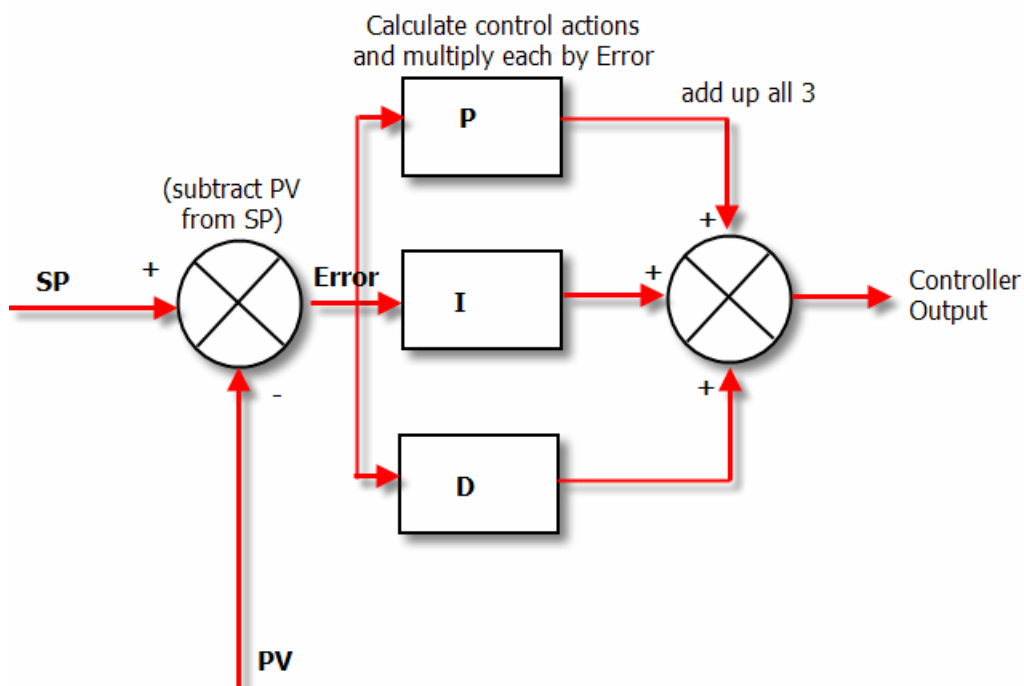 Calculate control actions
and multiply each by Error
add up all 3
P
(subtract PV
from SP)
+
SP
+
Error
+
I
Controller
Output
+
-
D
PV